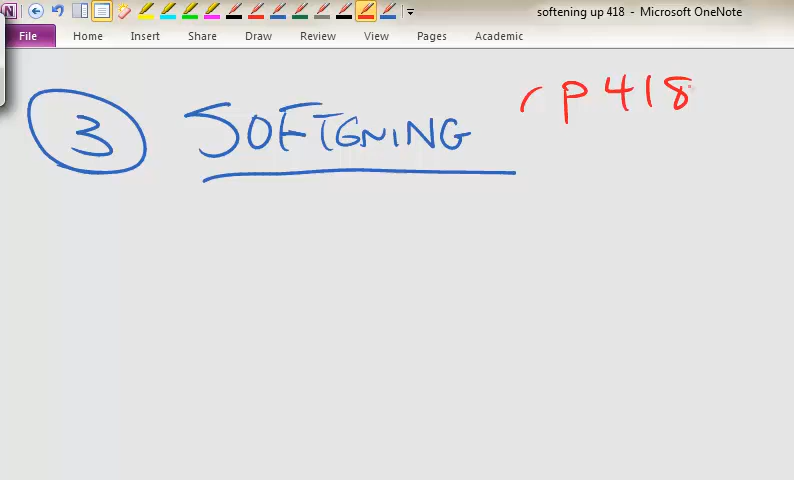 softening up 418 - Microsoft OneNote
File Home Insert Share Draw Review View Pages Academic
3 SOFTENING (p418